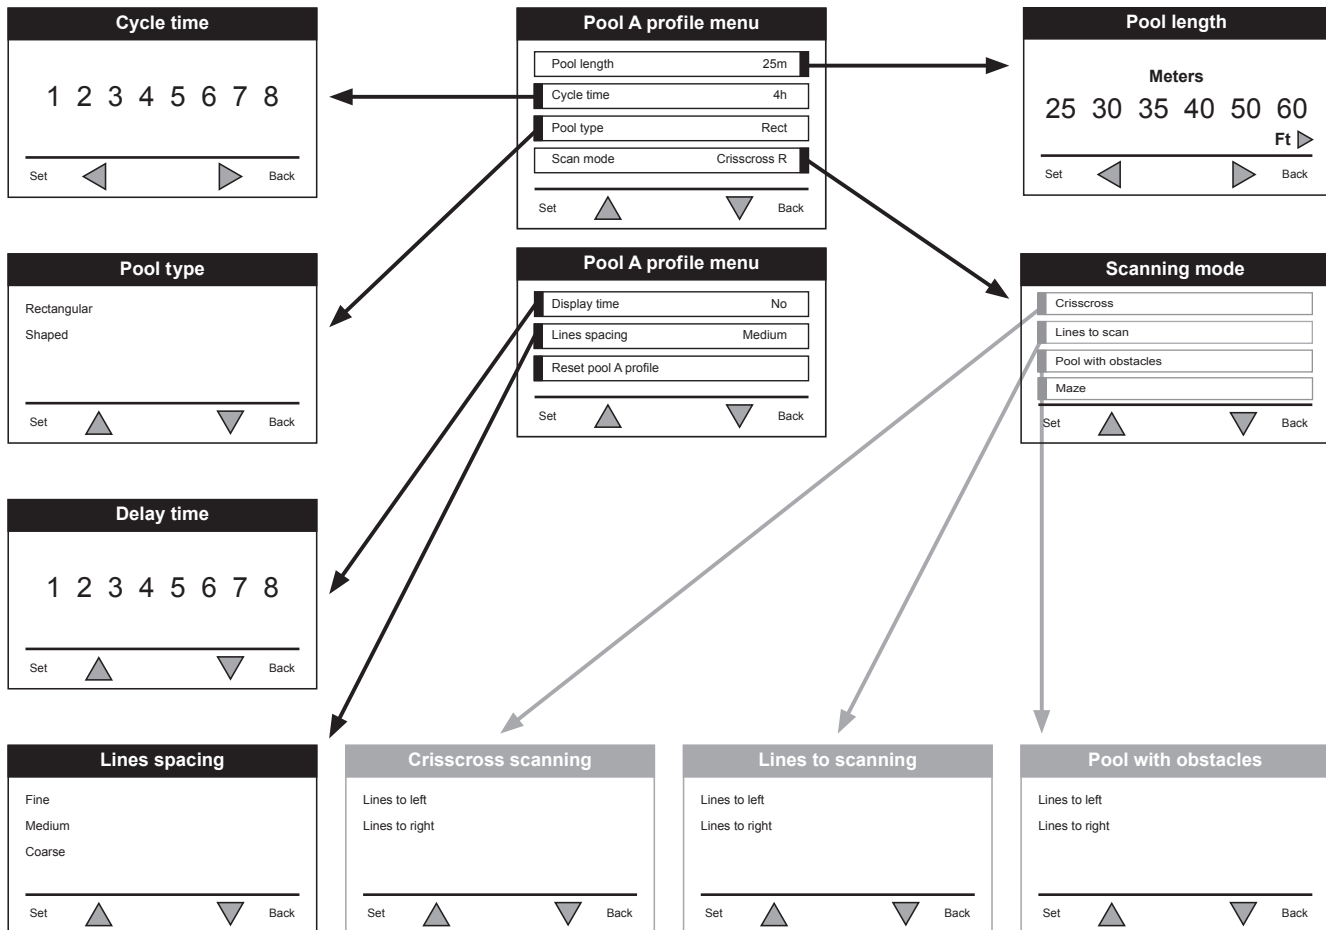 Cycle time
1 2 3 4 5 6 7 8
Set Back
Pool A profile menu
Pool length 25m
Cycle time 4h
Pool type Rect
Scan mode Crisscross R
Set Back
Pool length
Meters
25 30 35 40 50 60
Ft
Set Back
Pool type
Rectangular
Shaped
Set Back
Pool A profile menu
Display time No
Lines spacing Medium
Reset pool A profile
Set Back
Scanning mode
Crisscross
Lines to scan
Pool with obstacles
Maze
Set Back
Delay time
1 2 3 4 5 6 7 8
Set Back
Lines spacing
Fine
Medium
Coarse
Set Back
Crisscross scanning
Lines to left
Lines to right
Set Back
Lines to scanning
Lines to left
Lines to right
Set Back
Pool with obstacles
Lines to left
Lines to right
Set Back